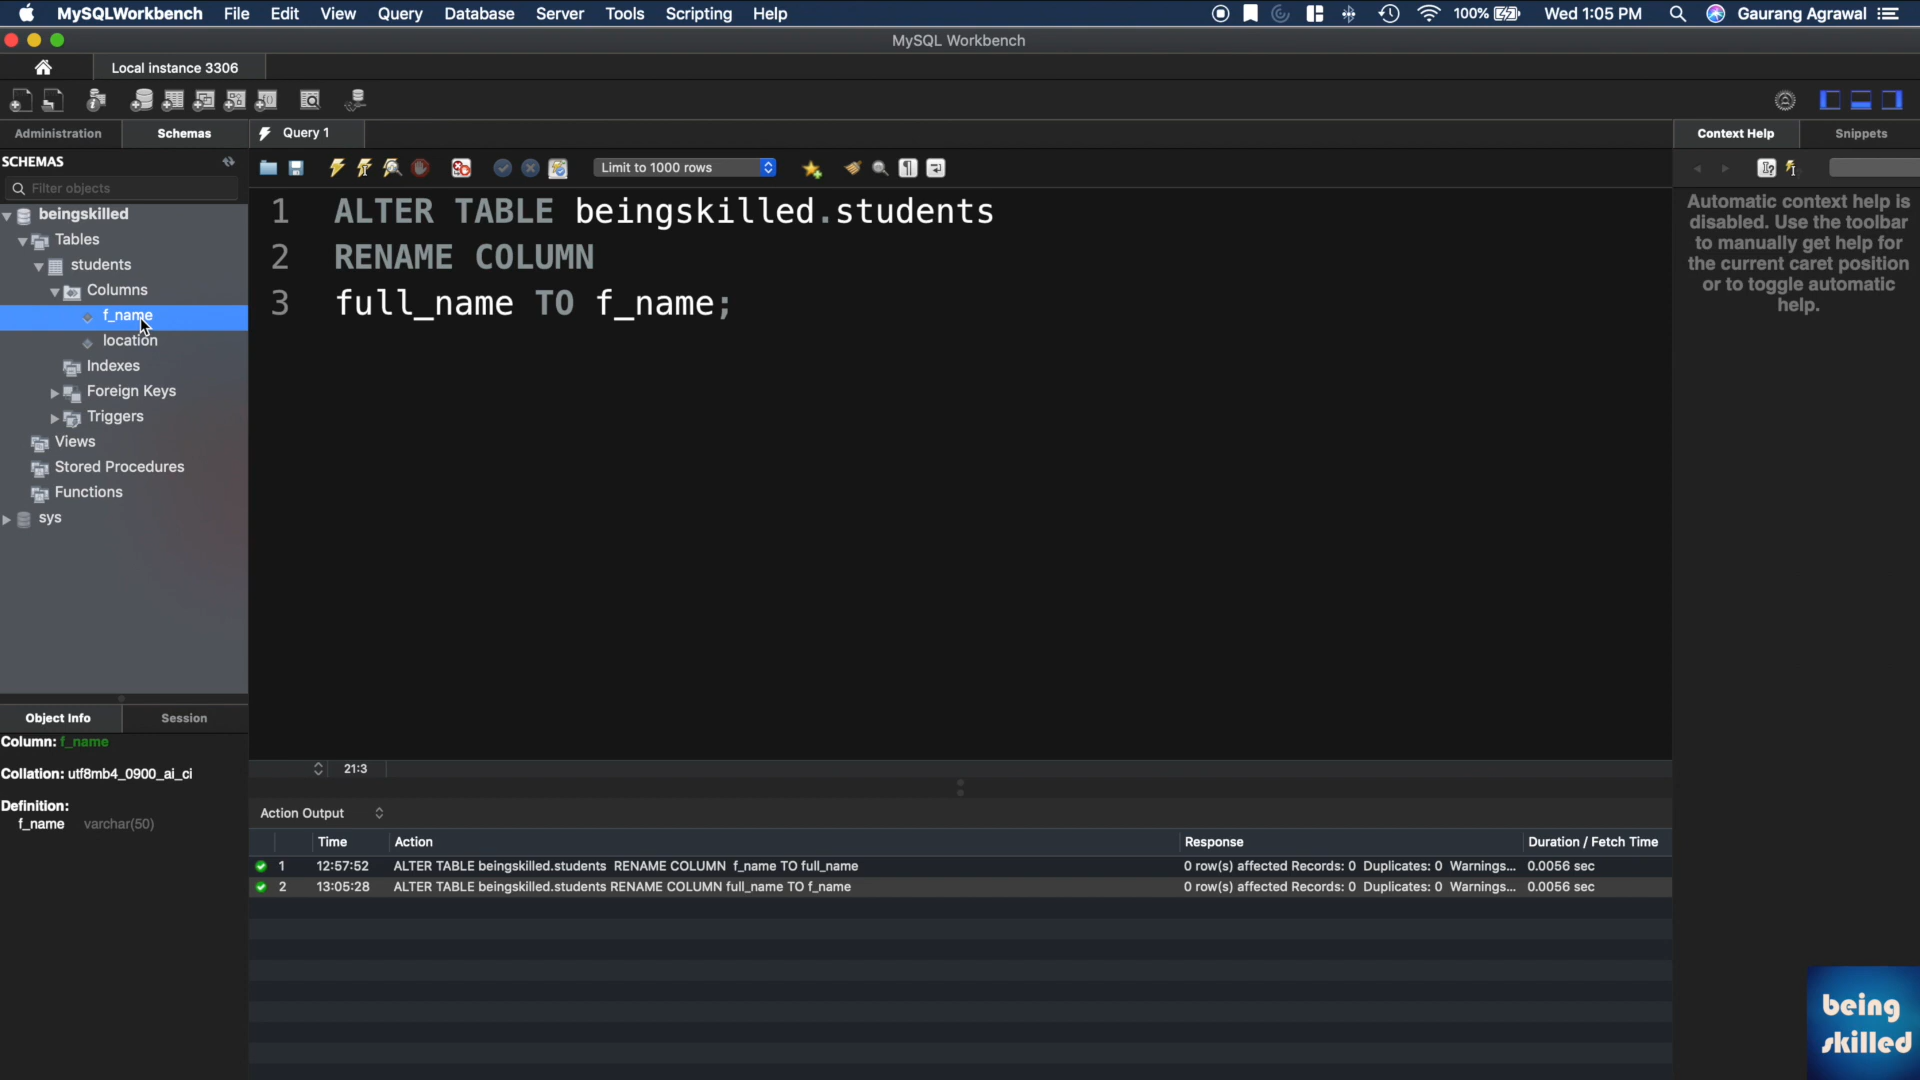 MySQLWorkbench File Edit View Query Database Server Tools Scripting Help 100% Wed 1:05 PM Gaurang Agrawal
MySQL Workbench
Local instance 3306
Administration Schemas Query 1 Context Help Snippets
SCHEMAS
Limit to 1000 rows
Filter objects
beingskilled
Tables
students
Columns
f_name
location
Indexes
Foreign Keys
Triggers
Views
Stored Procedures
Functions
sys
1 ALTER TABLE beingskilled.students
2 RENAME COLUMN
3 full_name TO f_name;
Automatic context help is
disabled. Use the toolbar
to manually get help for
the current caret position
or to toggle automatic
help.
Object Info Session
Column: f_name
Collation: utf8mb4_0900_ai_ci
Definition:
f_name varchar(50)
21:3
Action Output
Time Action Response Duration / Fetch Time
1 12:57:52 ALTER TABLE beingskilled.students RENAME COLUMN f_name TO full_name 0 row(s) affected Records: 0 Duplicates: 0 Warnings... 0.0056 sec
2 13:05:28 ALTER TABLE beingskilled.students RENAME COLUMN full_name TO f_name 0 row(s) affected Records: 0 Duplicates: 0 Warnings... 0.0056 sec
being
skilled